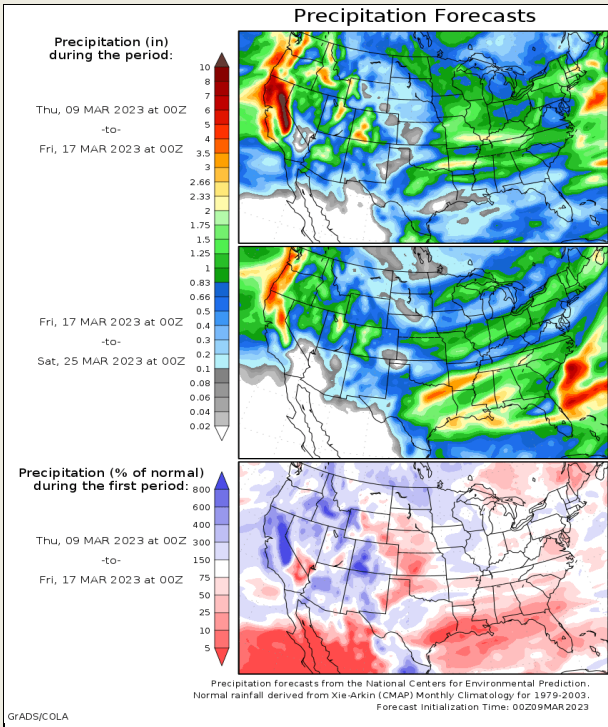 Precipitation Forecasts
Precipitation (in)
during the period:
Thu, 09 MAR 2023 at 00Z
-to-
Fri, 17 MAR 2023 at 00Z
10
8
7
6
5
4
3.5
3
2.66
2.33
2
1.75
1.5
1.25
1
0.83
0.66
0.5
0.4
0.3
0.2
0.1
0.08
0.06
0.04
0.02
Fri, 17 MAR 2023 at 00Z
-to-
Sat, 25 MAR 2023 at 00Z
Precipitation (% of normal)
during the first period:
Thu, 09 MAR 2023 at 00Z
-to-
Fri, 17 MAR 2023 at 00Z
800
600
400
300
150
75
50
25
10
5
Precipitation forecasts from the National Centers for Environmental Prediction.
Normal rainfall derived from Xie-Arkin (CMAP) Monthly Climatology for 1979-2003.
Forecast Initialization Time: 00Z09MAR2023
GrADS/COLA